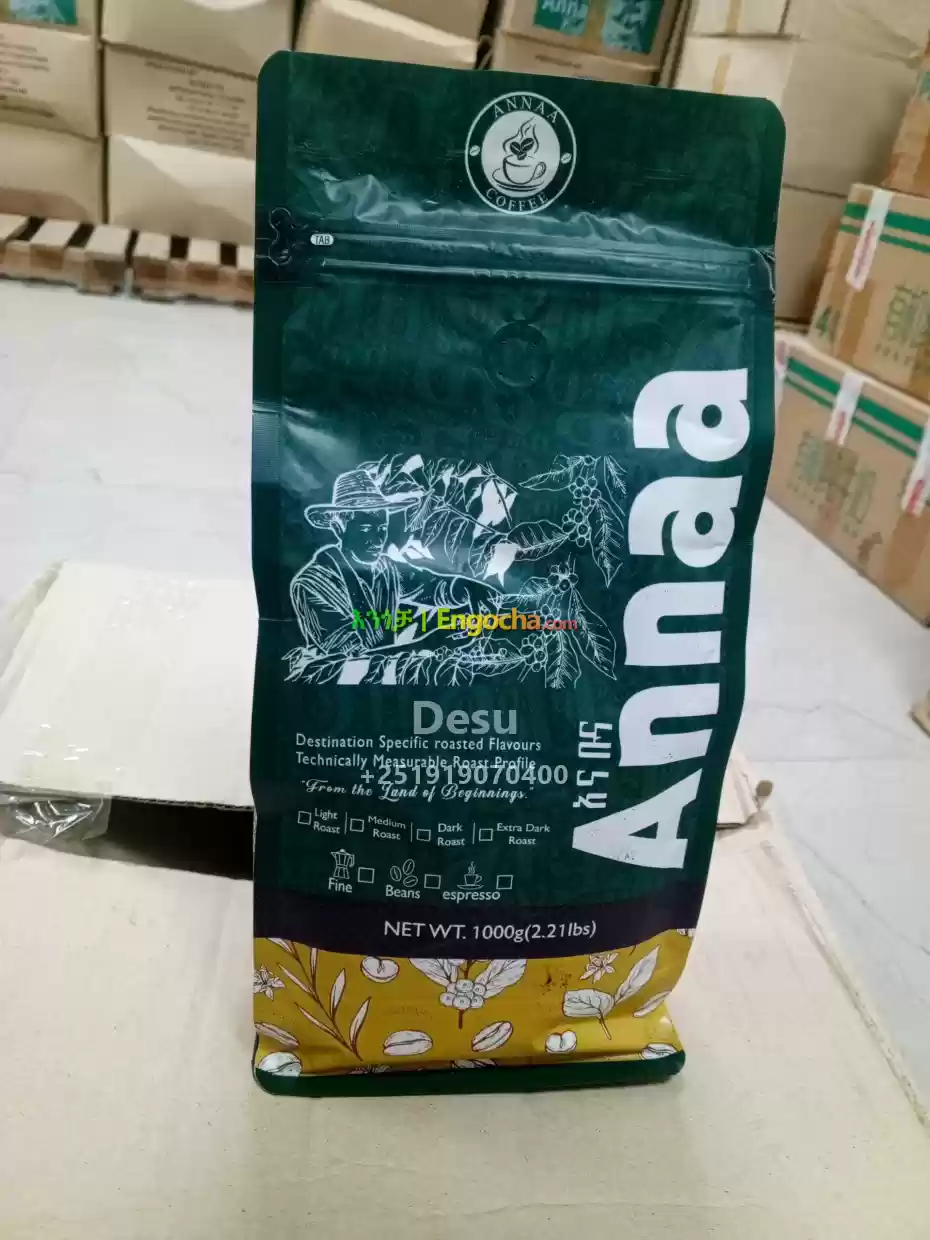 ANNAA
COFFEE
TAB
Annaa
አና ቡና
እንጎቻ | Engocha.com
Desu
Destination Specific roasted Flavours
Technically Measurable Roast Profile
+251919070400
"From the Land of Beginnings."
Light Roast
Medium Roast
Dark Roast
Extra Dark Roast
Fine
Beans
espresso
NET WT. 1000g(2.21lbs)